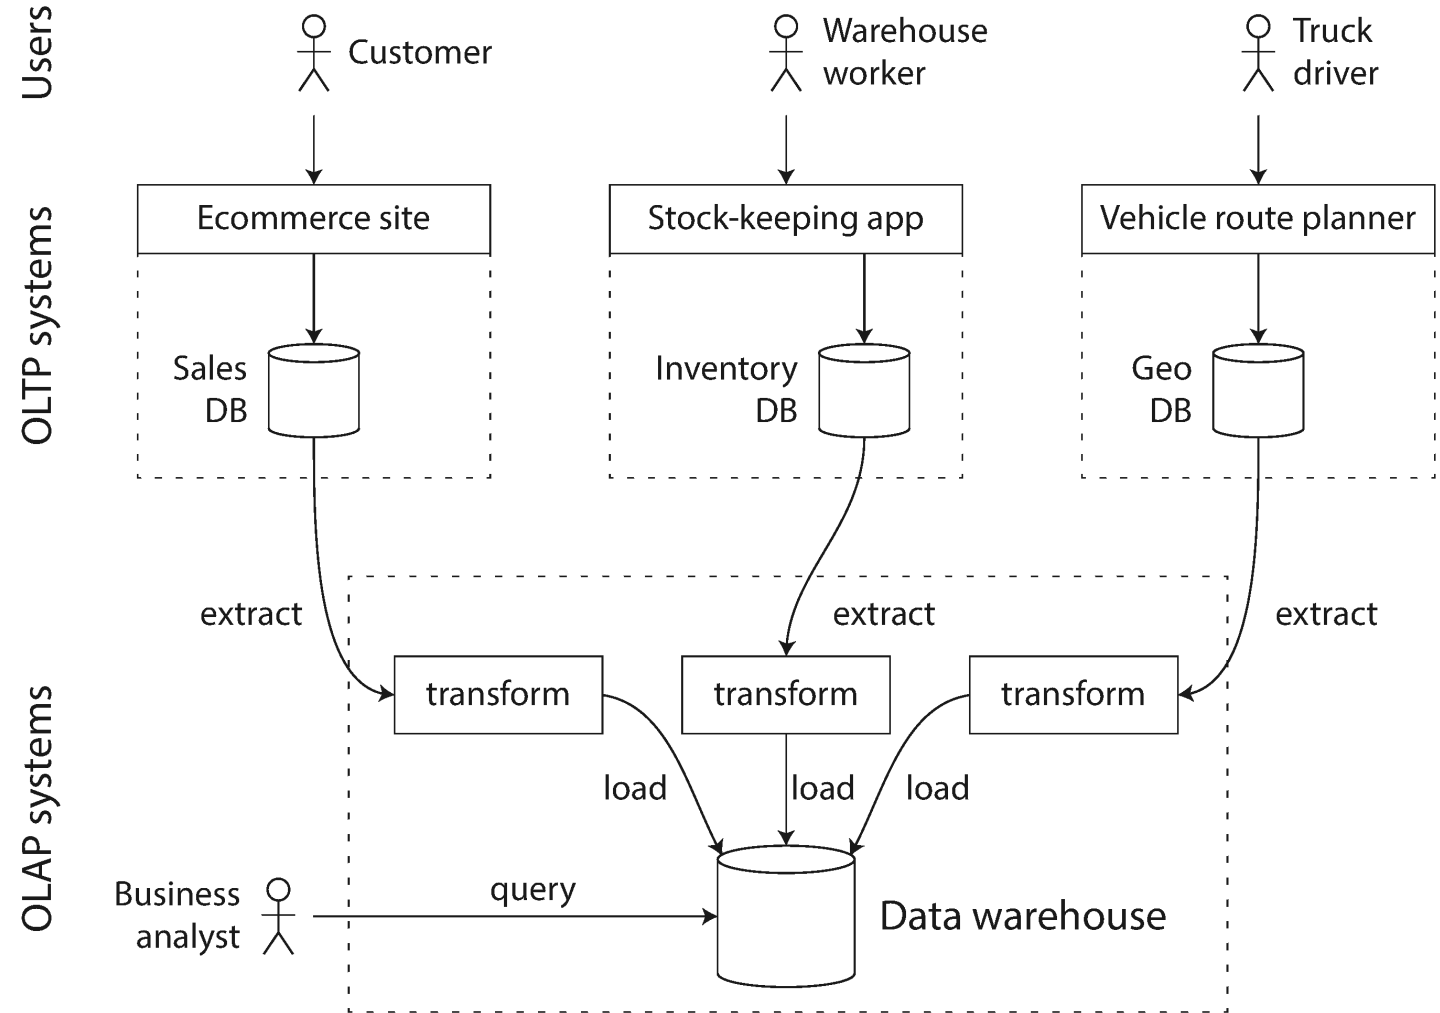 Users
Customer
Warehouse
worker
Truck
driver
OLTP systems
Ecommerce site
Stock-keeping app
Vehicle route planner
Sales
DB
Inventory
DB
Geo
DB
extract
extract
extract
OLAP systems
transform
transform
transform
load
load
load
Business
analyst
query
Data warehouse